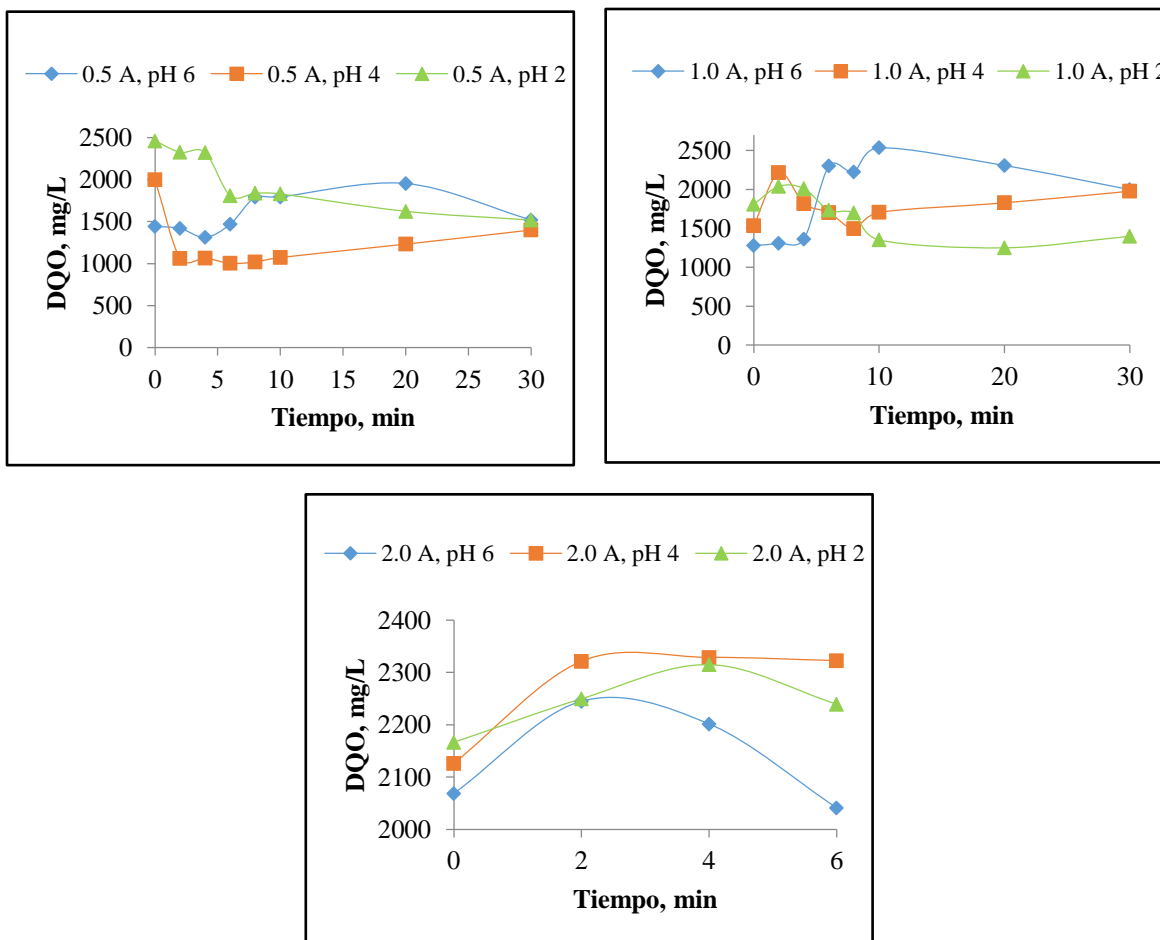 0.5 A, pH 6 0.5 A, pH 4 0.5 A, pH 2
2500
2000
1500
1000
500
0
DQO, mg/L
0 5 10 15 20 25 30
Tiempo, min
1.0 A, pH 6 1.0 A, pH 4 1.0 A, pH 2
2500
2000
1500
1000
500
0
DQO, mg/L
0 10 20 30
Tiempo, min
2.0 A, pH 6 2.0 A, pH 4 2.0 A, pH 2
2400
2300
2200
2100
2000
DQO, mg/L
0 2 4 6
Tiempo, min